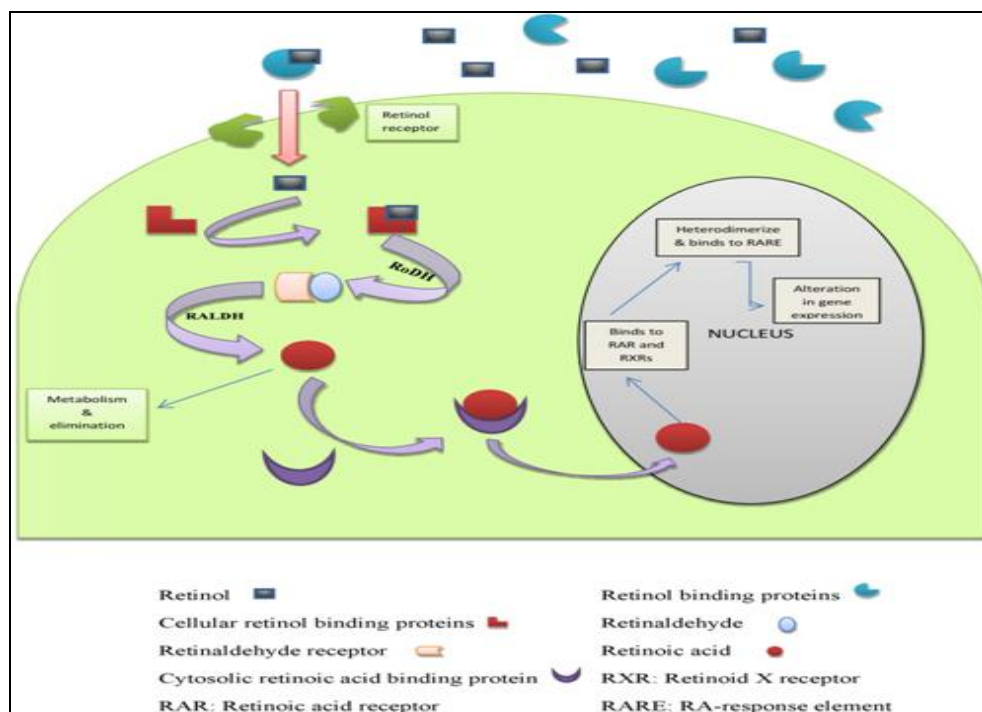 Retinol
receptor
Heterodimerize
& binds to RARE
RoDH
Alteration
in gene
expression
RALDH
Binds to
RAR and
RXRs
NUCLEUS
Metabolism
&
elimination
Retinol
Retinol binding proteins
Cellular retinol binding proteins
Retinaldehyde
Retinaldehyde receptor
Retinoic acid
Cytosolic retinoic acid binding protein
RXR: Retinoid X receptor
RAR: Retinoic acid receptor
RARE: RA-response element